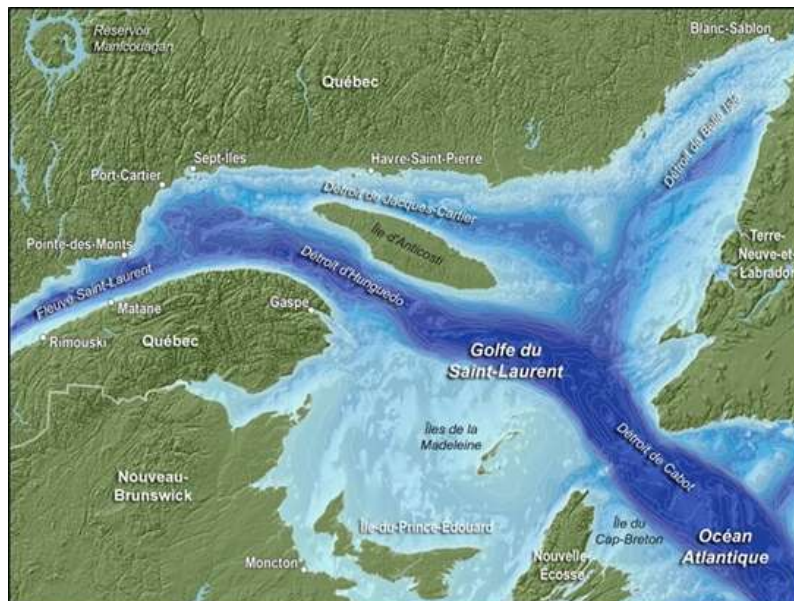 Réservoir
Manicouagan
Blanc-Sablon
Québec
Détroit de Belle Isle
Sept-Iles
Havre-Saint-Pierre
Port-Cartier
Détroit de Jacques-Cartier
Île d'Anticosti
Terre-
Neuve-et-
Labrador
Pointe-des-Monts
Détroit d'Hunguedo
Fleuve Saint-Laurent
Matane
Gaspe
Rimouski
Québec
Golfe du
Saint-Laurent
Îles de la
Madeleine
Détroit de Cabot
Nouveau-
Brunswick
Île-du-Prince-Édouard
Île du
Cap-Breton
Océan
Atlantique
Moncton
Nouvelle-
Écosse